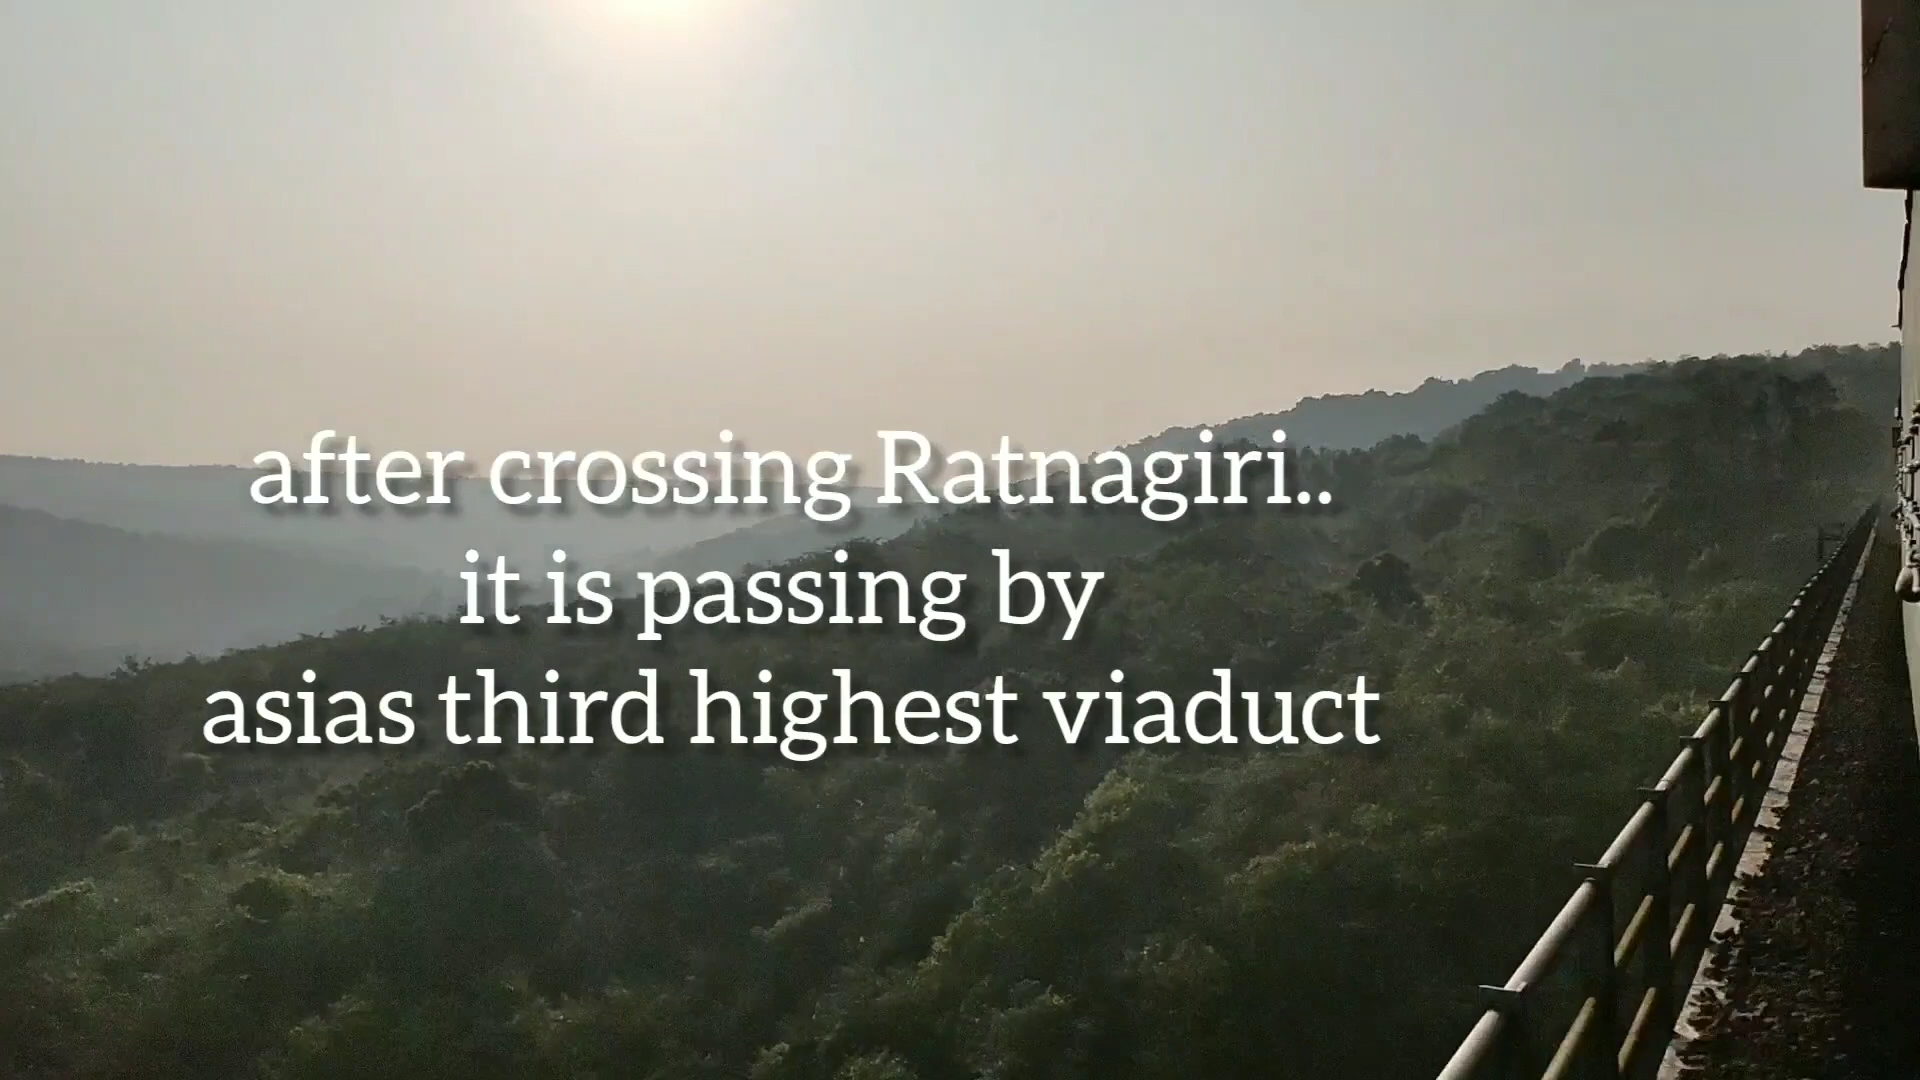 after crossing Ratnagiri..
it is passing by
asias third highest viaduct